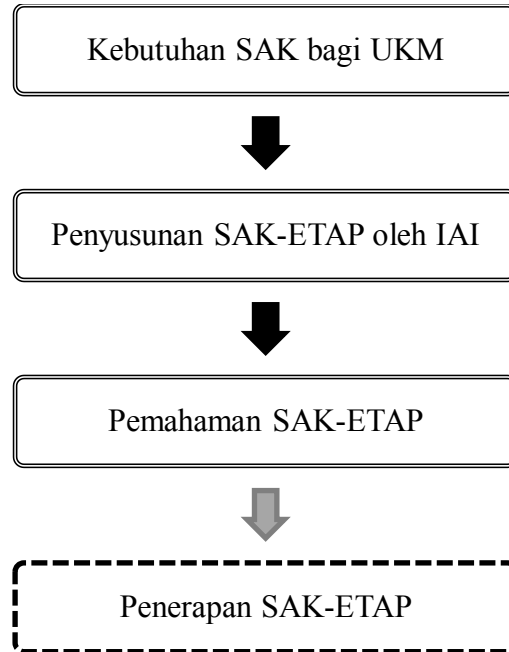 Kebutuhan SAK bagi UKM
Penyusunan SAK-ETAP oleh IAI
Pemahaman SAK-ETAP
Penerapan SAK-ETAP